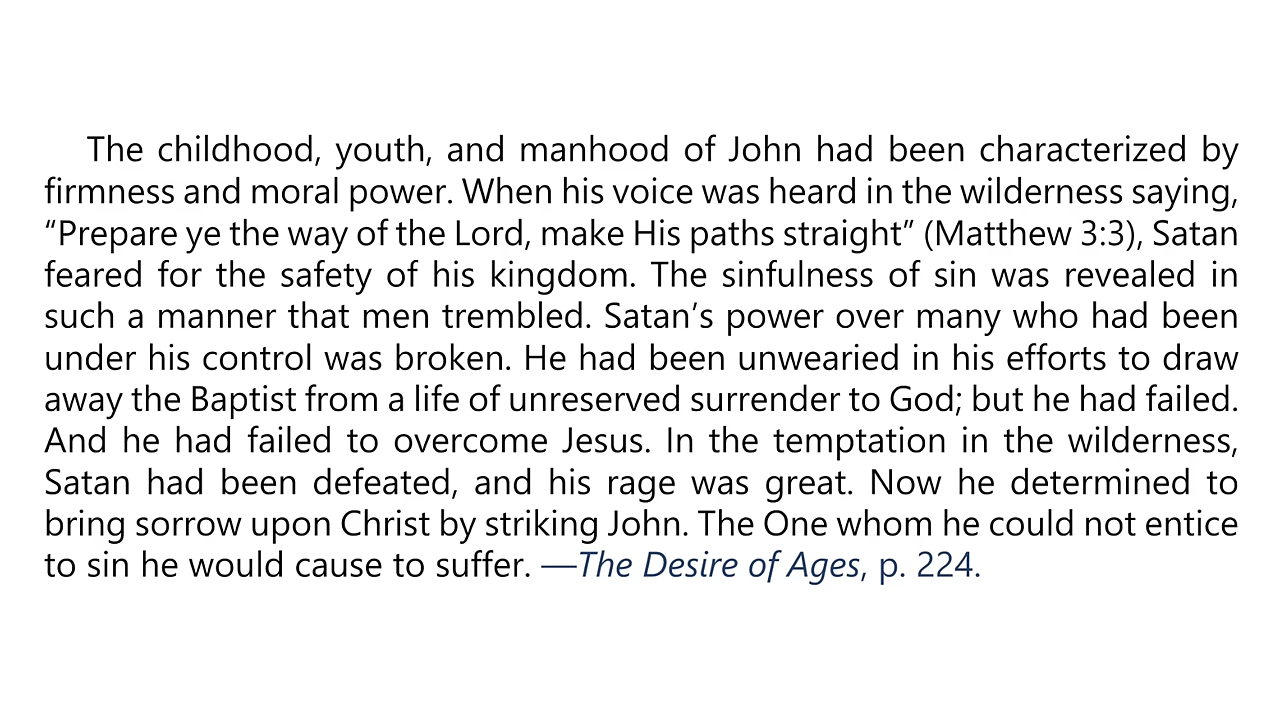 The childhood, youth, and manhood of John had been characterized by
firmness and moral power. When his voice was heard in the wilderness saying,
“Prepare ye the way of the Lord, make His paths straight” (Matthew 3:3), Satan
feared for the safety of his kingdom. The sinfulness of sin was revealed in
such a manner that men trembled. Satan’s power over many who had been
under his control was broken. He had been unwearied in his efforts to draw
away the Baptist from a life of unreserved surrender to God; but he had failed.
And he had failed to overcome Jesus. In the temptation in the wilderness,
Satan had been defeated, and his rage was great. Now he determined to
bring sorrow upon Christ by striking John. The One whom he could not entice
to sin he would cause to suffer. —The Desire of Ages, p. 224.